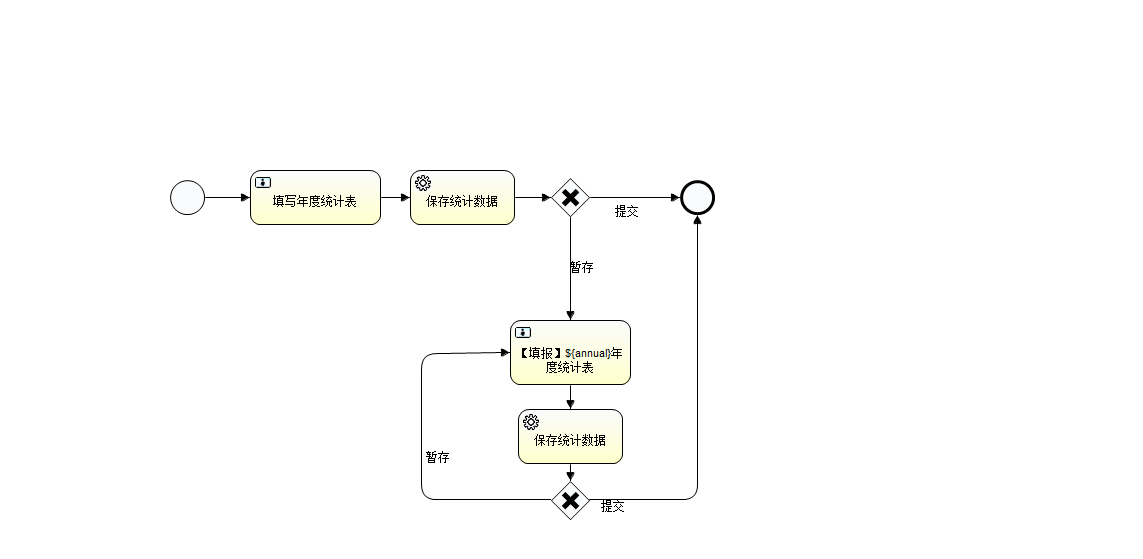 填写年度统计表
保存统计数据
提交
暂存
【填报】${annual}年
度统计表
保存统计数据
暂存
提交